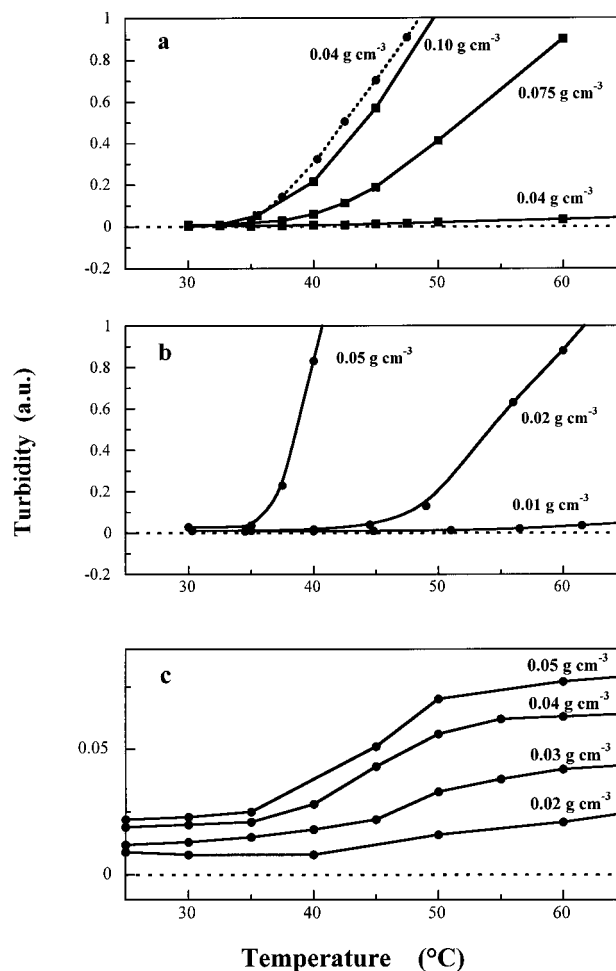 1
a
0.04 g cm⁻³
0.10 g cm⁻³
0.8
0.075 g cm⁻³
0.6
0.4
0.2
0.04 g cm⁻³
0
-0.2
30 40 50 60
1
b
0.05 g cm⁻³
0.8
0.6
0.02 g cm⁻³
0.4
0.2
0.01 g cm⁻³
0
-0.2
30 40 50 60
Turbidity (a.u.)
c
0.05 g cm⁻³
0.04 g cm⁻³
0.05
0.03 g cm⁻³
0.02 g cm⁻³
0
30 40 50 60
Temperature (°C)